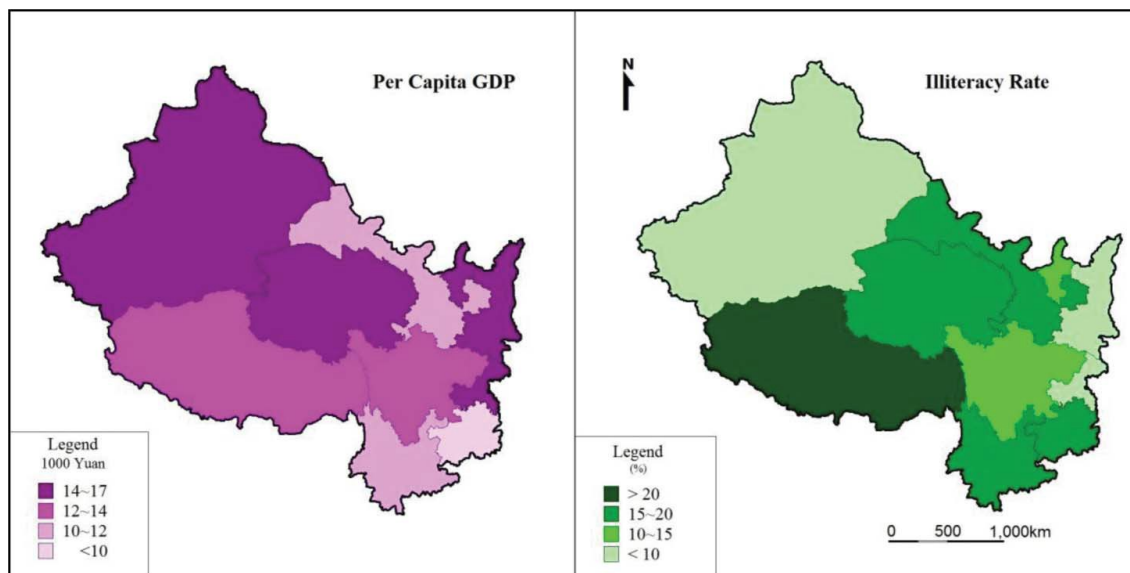 Per Capita GDP
Legend
1000 Yuan
14~17
12~14
10~12
<10
N
Illiteracy Rate
Legend
(%)
> 20
15~20
10~15
< 10
0 500 1,000km